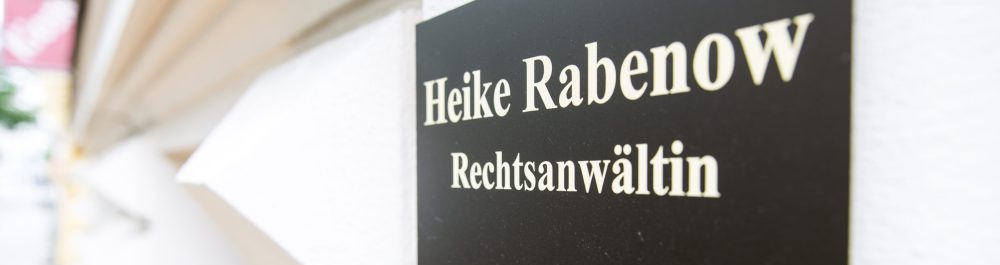 Heike Rabenow
Rechtsanwältin